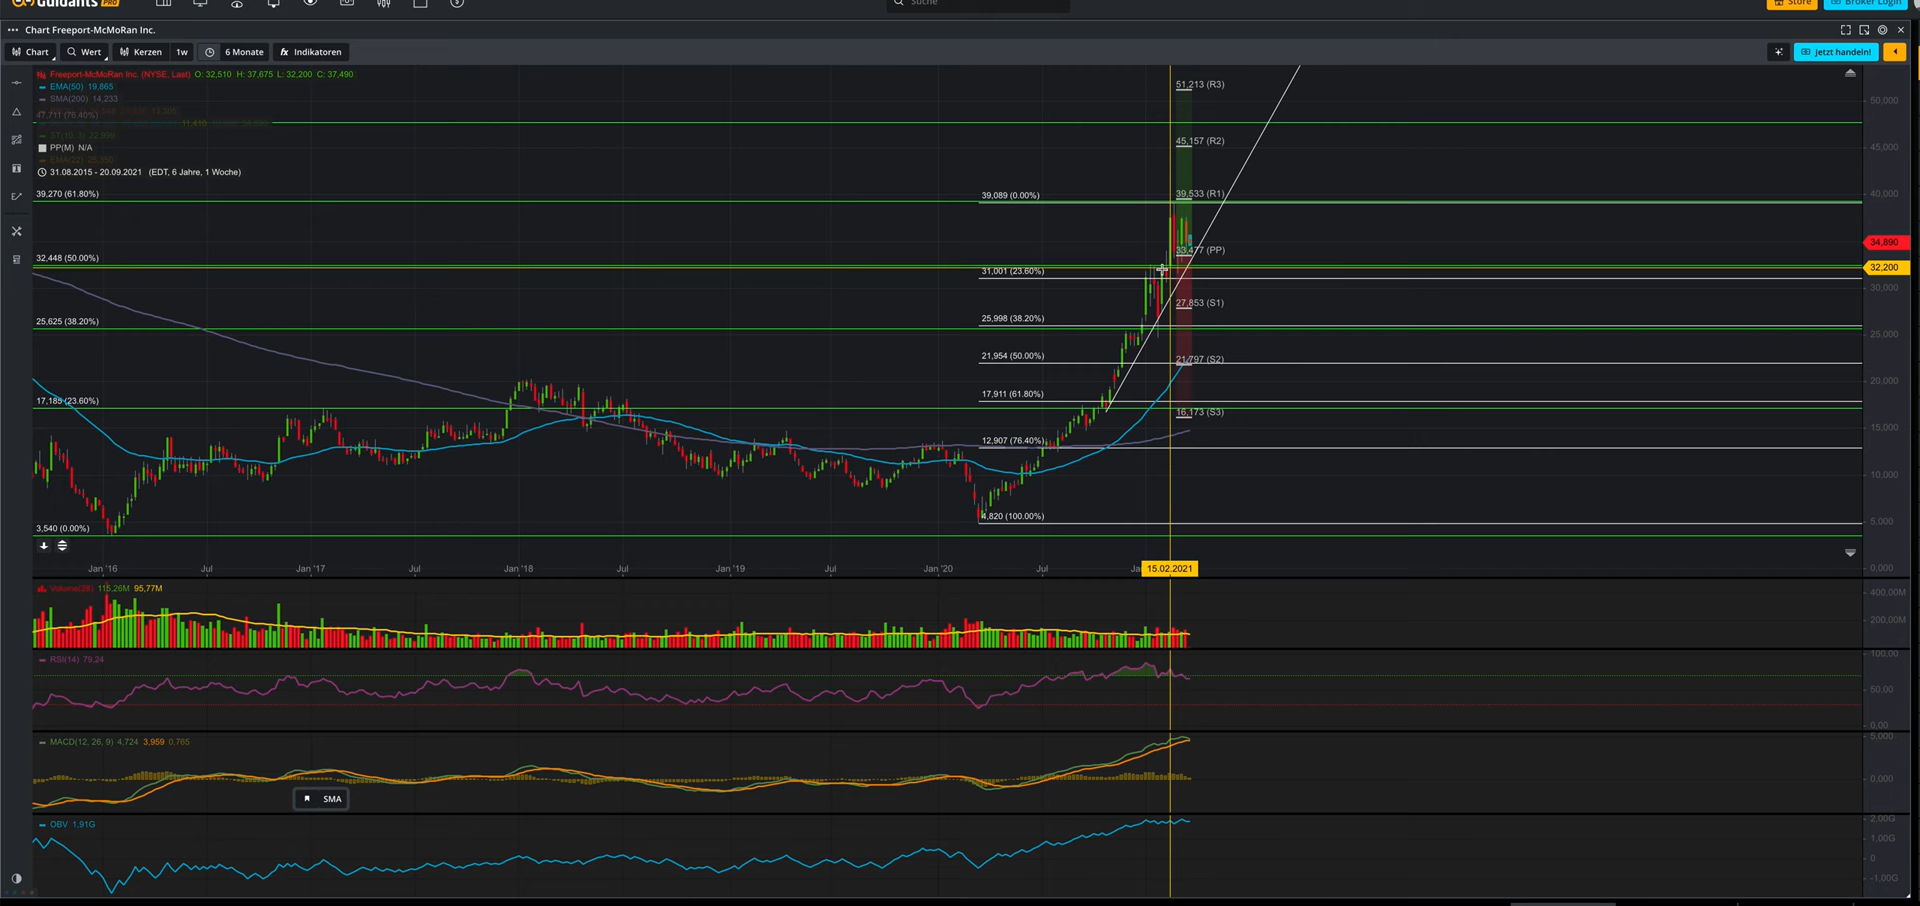 Guidants PRO
Suche
Store
Broker Login
Chart Freeport-McMoRan Inc.
Chart Wert Kerzen 1w 6 Monate fx Indikatoren
Jetzt handeln!
Freeport-McMoRan Inc. (NYSE, Last) O: 32,510 H: 37,675 L: 32,200 C: 37,490
EMA(50) 19,865
SMA(200) 14,233
47,711 (76.40%)
ST(10, 3) 22,998
PP(M) N/A
EMA(22) 25,350
31.08.2015 - 20.09.2021 (EDT, 6 Jahre, 1 Woche)
39,270 (61.80%)
32,448 (50.00%)
25,625 (38.20%)
17,185 (23.60%)
3,540 (0.00%)
39,089 (0.00%)
31,001 (23.60%)
25,998 (38.20%)
21,954 (50.00%)
17,911 (61.80%)
12,907 (76.40%)
4,820 (100.00%)
51,213 (R3)
45,157 (R2)
39,533 (R1)
33,477 (PP)
27,853 (S1)
21,797 (S2)
16,173 (S3)
50,000
45,000
40,000
34,890
32,200
30,000
25,000
20,000
15,000
10,000
5,000
0,000
Jan '16 Jul Jan '17 Jul Jan '18 Jul Jan '19 Jul Jan '20 Jul 15.02.2021
Volume(28) 115,26M 95,77M
400,00M
200,00M
RSI(14) 79,24
100,00
50,00
0,00
MACD(12, 26, 9) 4,724 3,959 0,765
5,000
0,000
SMA
OBV 1,91G
2,00G
1,00G
0
-1,00G